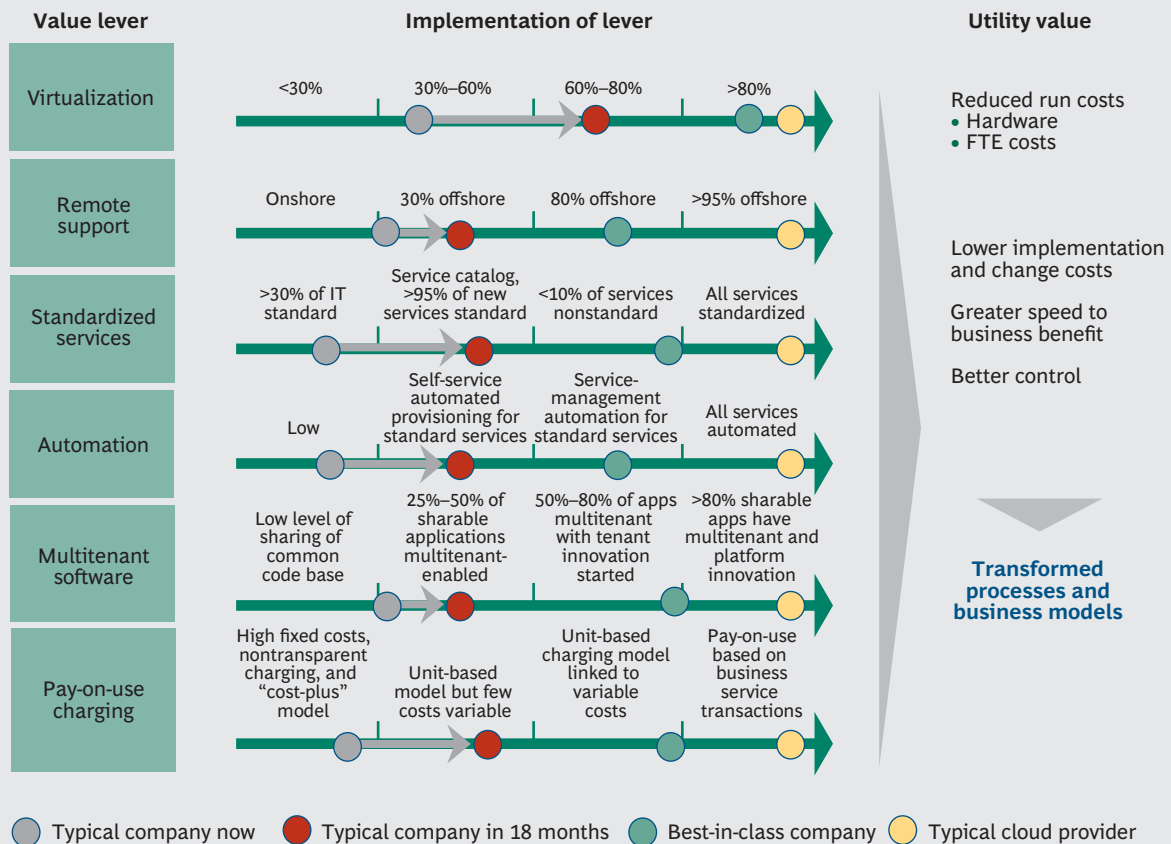 Value lever
Implementation of lever
Utility value
Virtualization
<30%
30%–60%
60%–80%
>80%
Remote
support
Onshore
30% offshore
80% offshore
>95% offshore
Standardized
services
>30% of IT
standard
Service catalog,
>95% of new
services standard
<10% of services
nonstandard
All services
standardized
Automation
Low
Self-service
automated
provisioning for
standard services
Service-
management
automation for
standard services
All services
automated
Multitenant
software
Low level of
sharing of
common
code base
25%–50% of
sharable
applications
multitenant-
enabled
50%–80% of apps
multitenant
with tenant
innovation
started
>80% sharable
apps have
multitenant and
platform
innovation
Pay-on-use
charging
High fixed costs,
nontransparent
charging, and
“cost-plus”
model
Unit-based
model but few
costs variable
Unit-based
charging model
linked to
variable
costs
Pay-on-use
based on
business
service
transactions
Reduced run costs
• Hardware
• FTE costs
Lower implementation
and change costs
Greater speed to
business benefit
Better control
Transformed
processes and
business models
Typical company now
Typical company in 18 months
Best-in-class company
Typical cloud provider